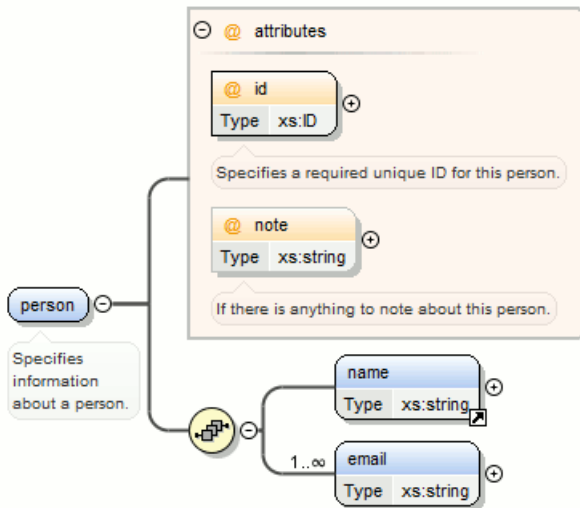 @ attributes
@ id
Type xs:ID
Specifies a required unique ID for this person.
@ note
Type xs:string
If there is anything to note about this person.
person
Specifies
information
about a person.
name
Type xs:string
1..∞
email
Type xs:string